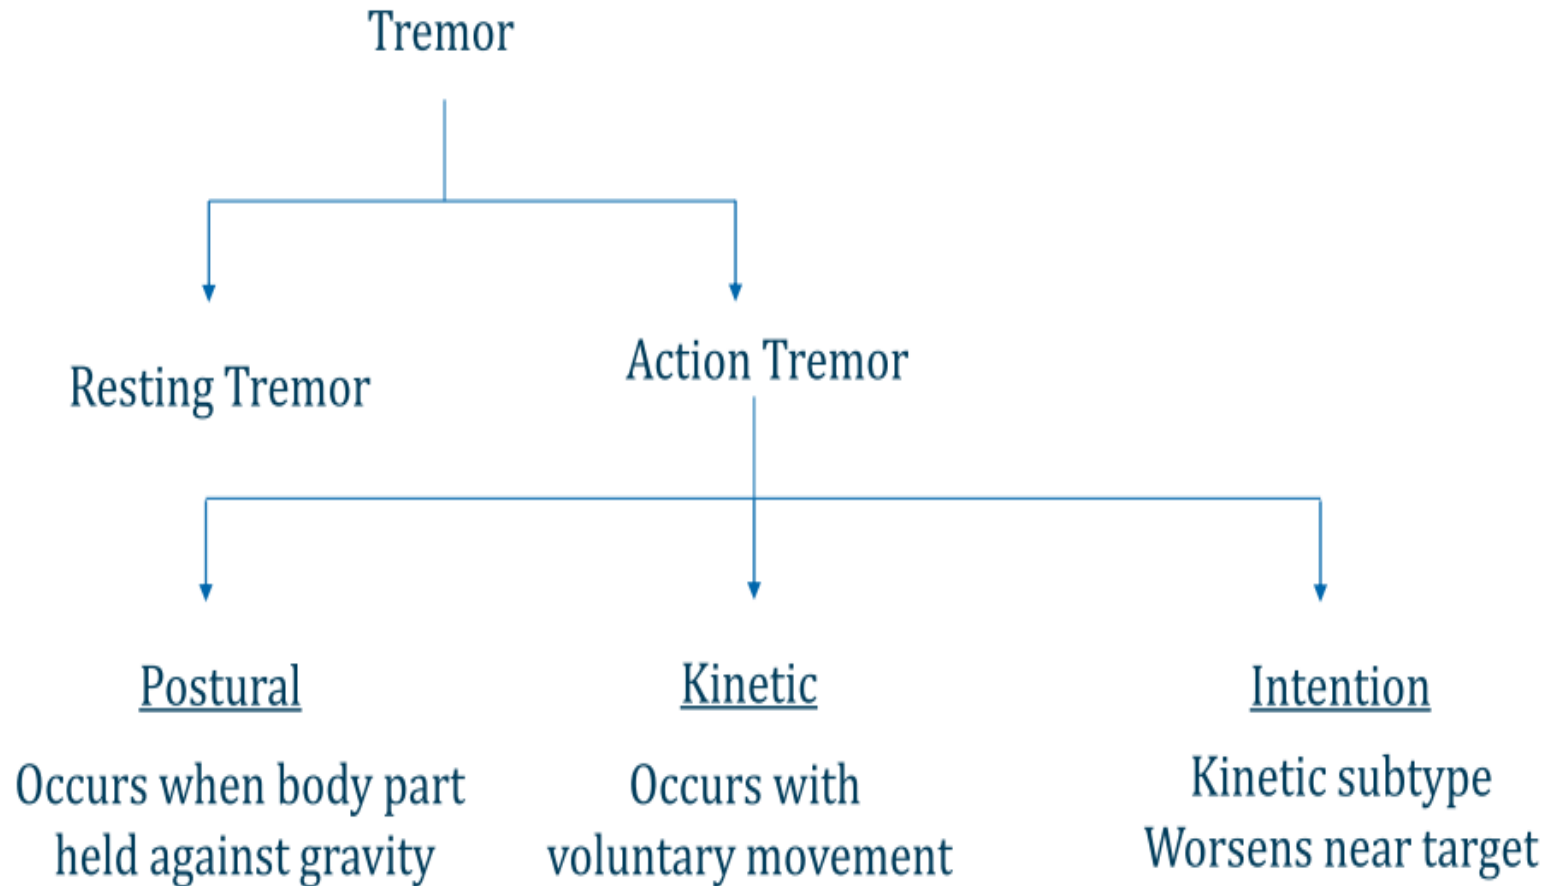 Tremor
Resting Tremor
Action Tremor
Postural
Occurs when body part
held against gravity
Kinetic
Occurs with
voluntary movement
Intention
Kinetic subtype
Worsens near target